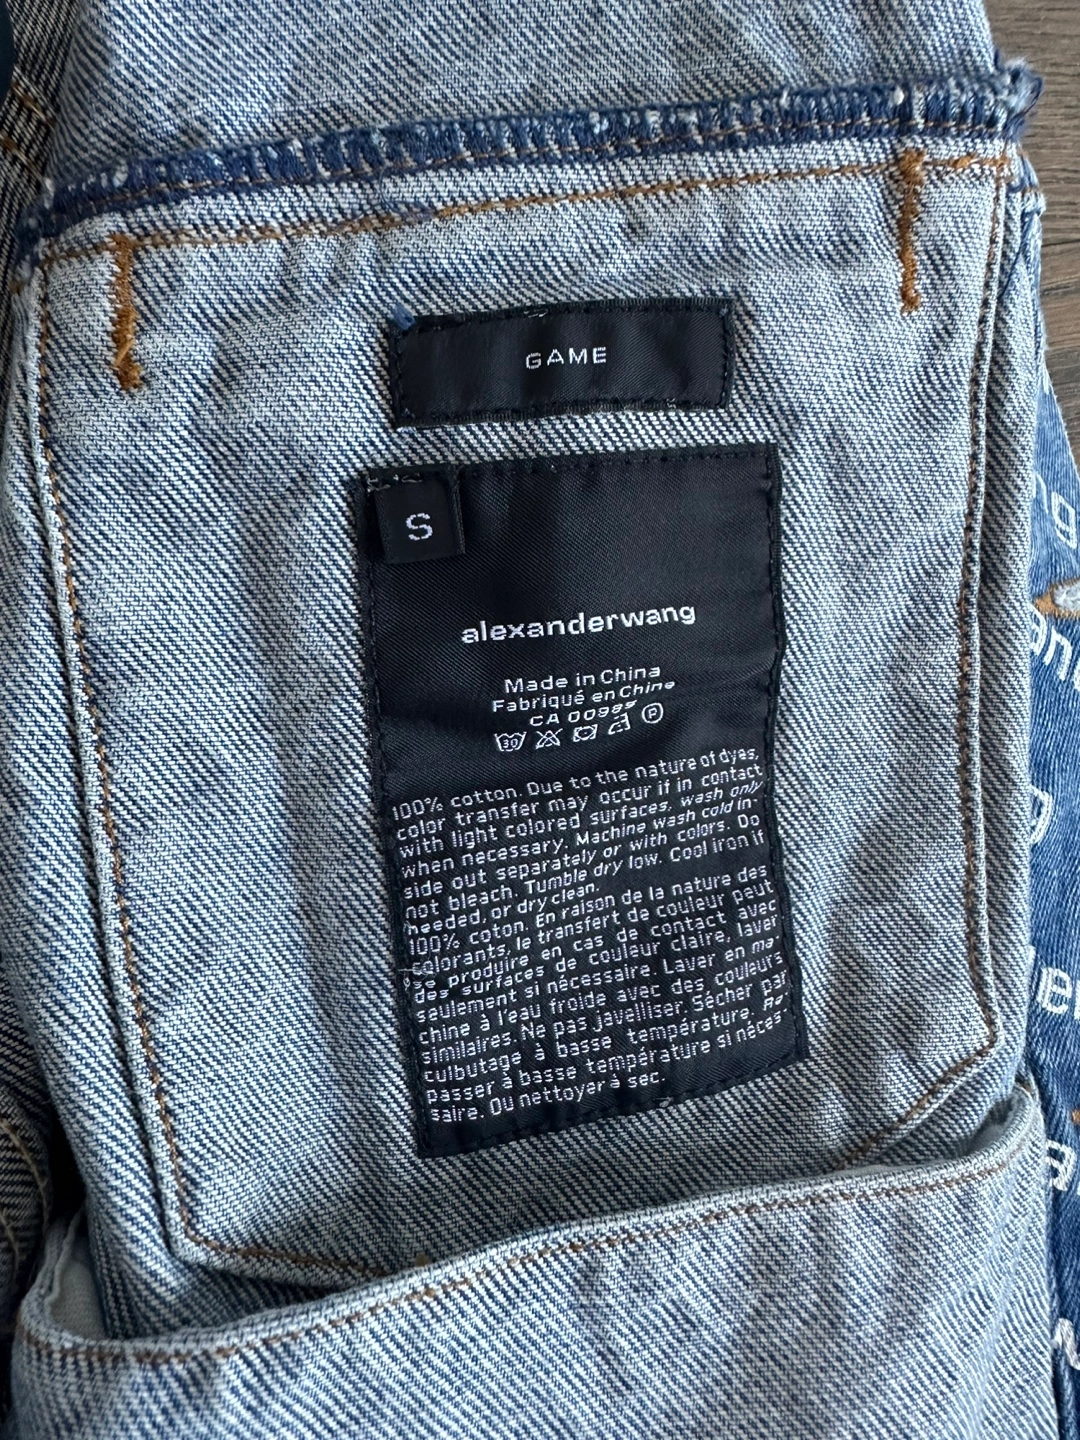 GAME
S
alexanderwang
Made in China
Fabriqué en Chine
CA 00989
30 P
100% cotton. Due to the nature of dyes,
color transfer may occur if in contact
with light colored surfaces, wash only
when necessary. Machine wash cold in-
side out separately or with colors. Do
not bleach. Tumble dry low. Cool iron if
needed, or dry clean.
100% coton. En raison de la nature des
colorants, le transfert de couleur peut
se produire en cas de contact avec
des surfaces de couleur claire, laver
seulement si nécessaire. Laver en ma-
chine à l'eau froide avec des couleurs
similaires. Ne pas javelliser. Sécher par
culbutage à basse température. Re-
passer à basse température si néces-
saire. Ou nettoyer à sec.